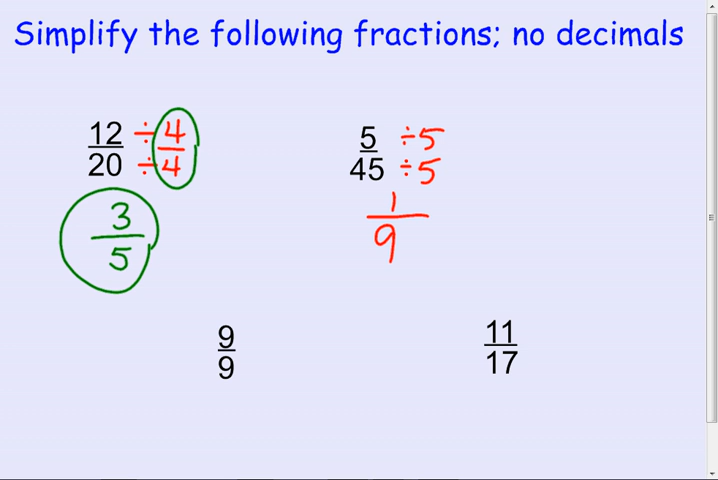 Simplify the following fractions; no decimals
12 ÷ 4
20 ÷ 4
3
5
5 ÷ 5
45 ÷ 5
1
9
9
9
11
17